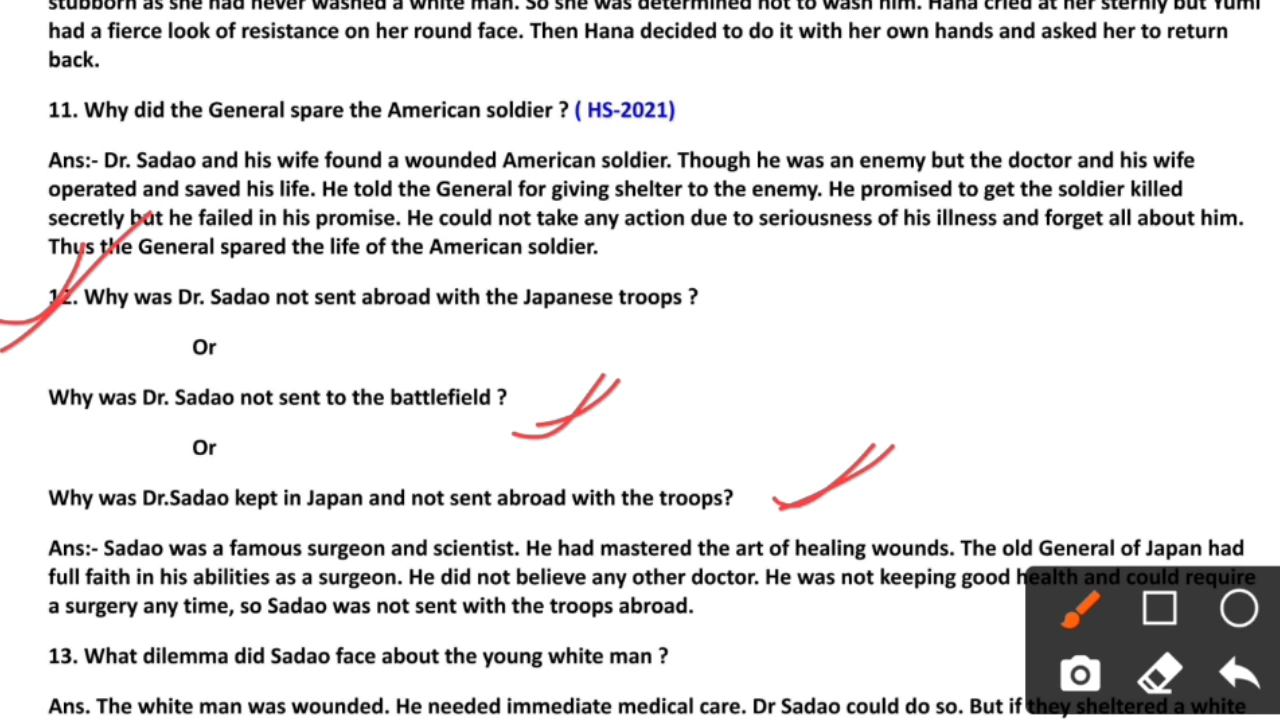 stubborn as she had never washed a white man. So she was determined not to wash him. Hana cried at her sternly but Yumi
had a fierce look of resistance on her round face. Then Hana decided to do it with her own hands and asked her to return
back.
11. Why did the General spare the American soldier ? ( HS-2021)
Ans:- Dr. Sadao and his wife found a wounded American soldier. Though he was an enemy but the doctor and his wife
operated and saved his life. He told the General for giving shelter to the enemy. He promised to get the soldier killed
secretly but he failed in his promise. He could not take any action due to seriousness of his illness and forget all about him.
Thus the General spared the life of the American soldier.
12. Why was Dr. Sadao not sent abroad with the Japanese troops ?
Or
Why was Dr. Sadao not sent to the battlefield ?
Or
Why was Dr.Sadao kept in Japan and not sent abroad with the troops?
Ans:- Sadao was a famous surgeon and scientist. He had mastered the art of healing wounds. The old General of Japan had
full faith in his abilities as a surgeon. He did not believe any other doctor. He was not keeping good health and could require
a surgery any time, so Sadao was not sent with the troops abroad.
13. What dilemma did Sadao face about the young white man ?
Ans. The white man was wounded. He needed immediate medical care. Dr Sadao could do so. But if they sheltered a white